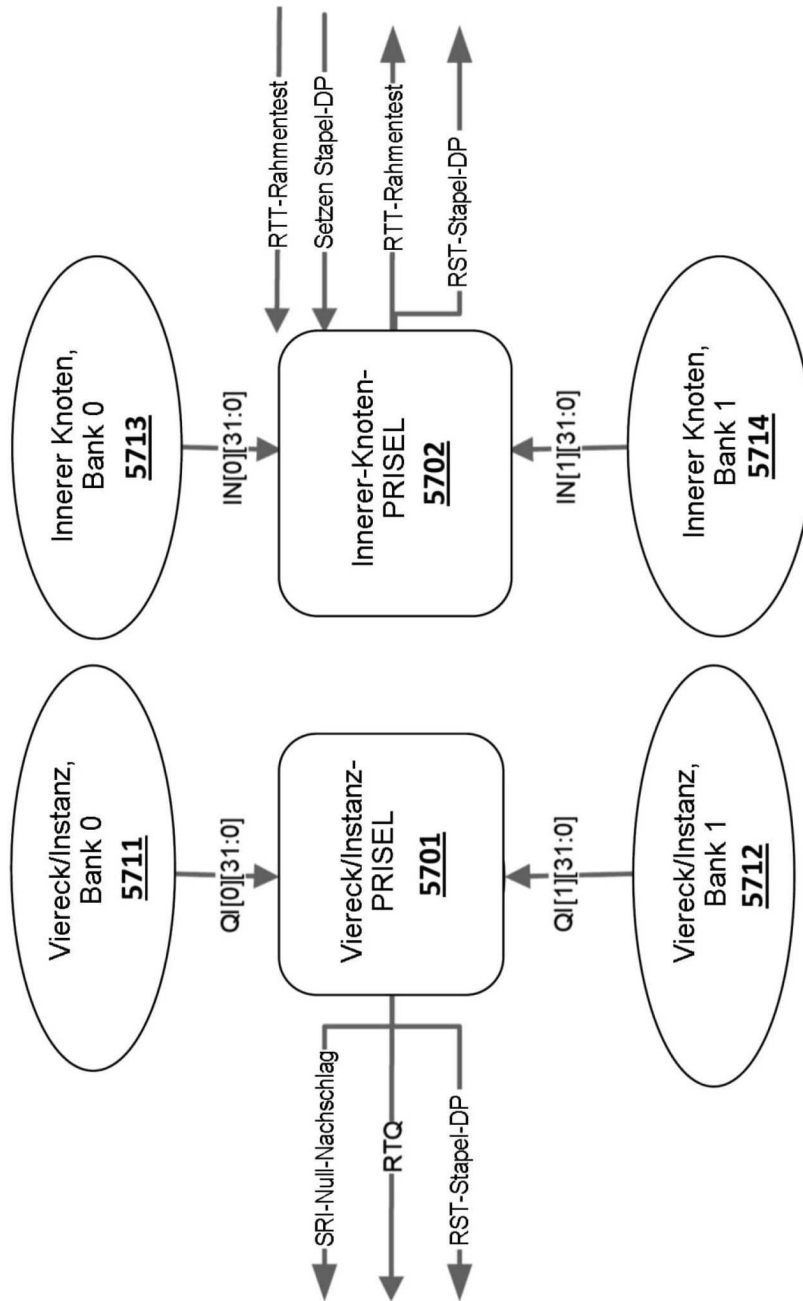 Viereck/Instanz,
Bank 0
5711
Innerer Knoten,
Bank 0
5713
QI[0][31:0]
IN[0][31:0]
SRI-Null-Nachschlag
RTQ
RST-Stapel-DP
Viereck/Instanz-
PRISEL
5701
Innerer-Knoten-
PRISEL
5702
RTT-Rahmentest
Setzen Stapel-DP
RTT-Rahmentest
RST-Stapel-DP
QI[1][31:0]
IN[1][31:0]
Viereck/Instanz,
Bank 1
5712
Innerer Knoten,
Bank 1
5714